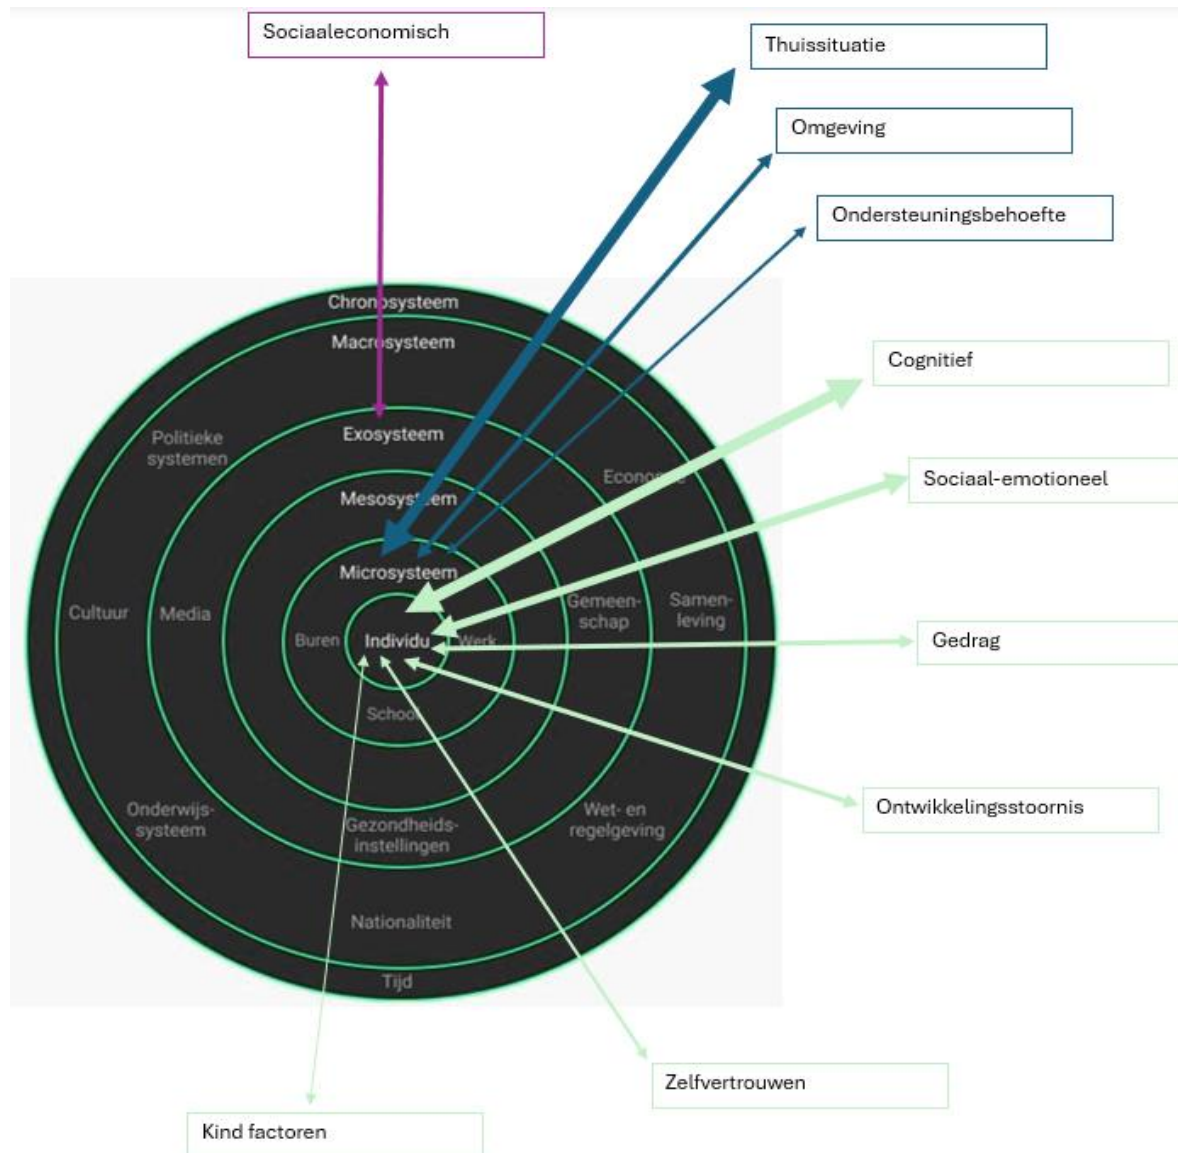 Sociaaleconomisch
Thuissituatie
Omgeving
Ondersteuningsbehoefte
Chronosysteem
Macrosysteem
Cognitief
Exosysteem
Politieke
systemen
Economie
Sociaal-emotioneel
Mesosysteem
Microsysteem
Cultuur
Media
Gemeen-
schap
Samen-
leving
Buren
Individu
Werk
Gedrag
School
Ontwikkelingsstoornis
Onderwijs-
systeem
Gezondheids-
instellingen
Wet- en
regelgeving
Nationaliteit
Tijd
Zelfvertrouwen
Kind factoren